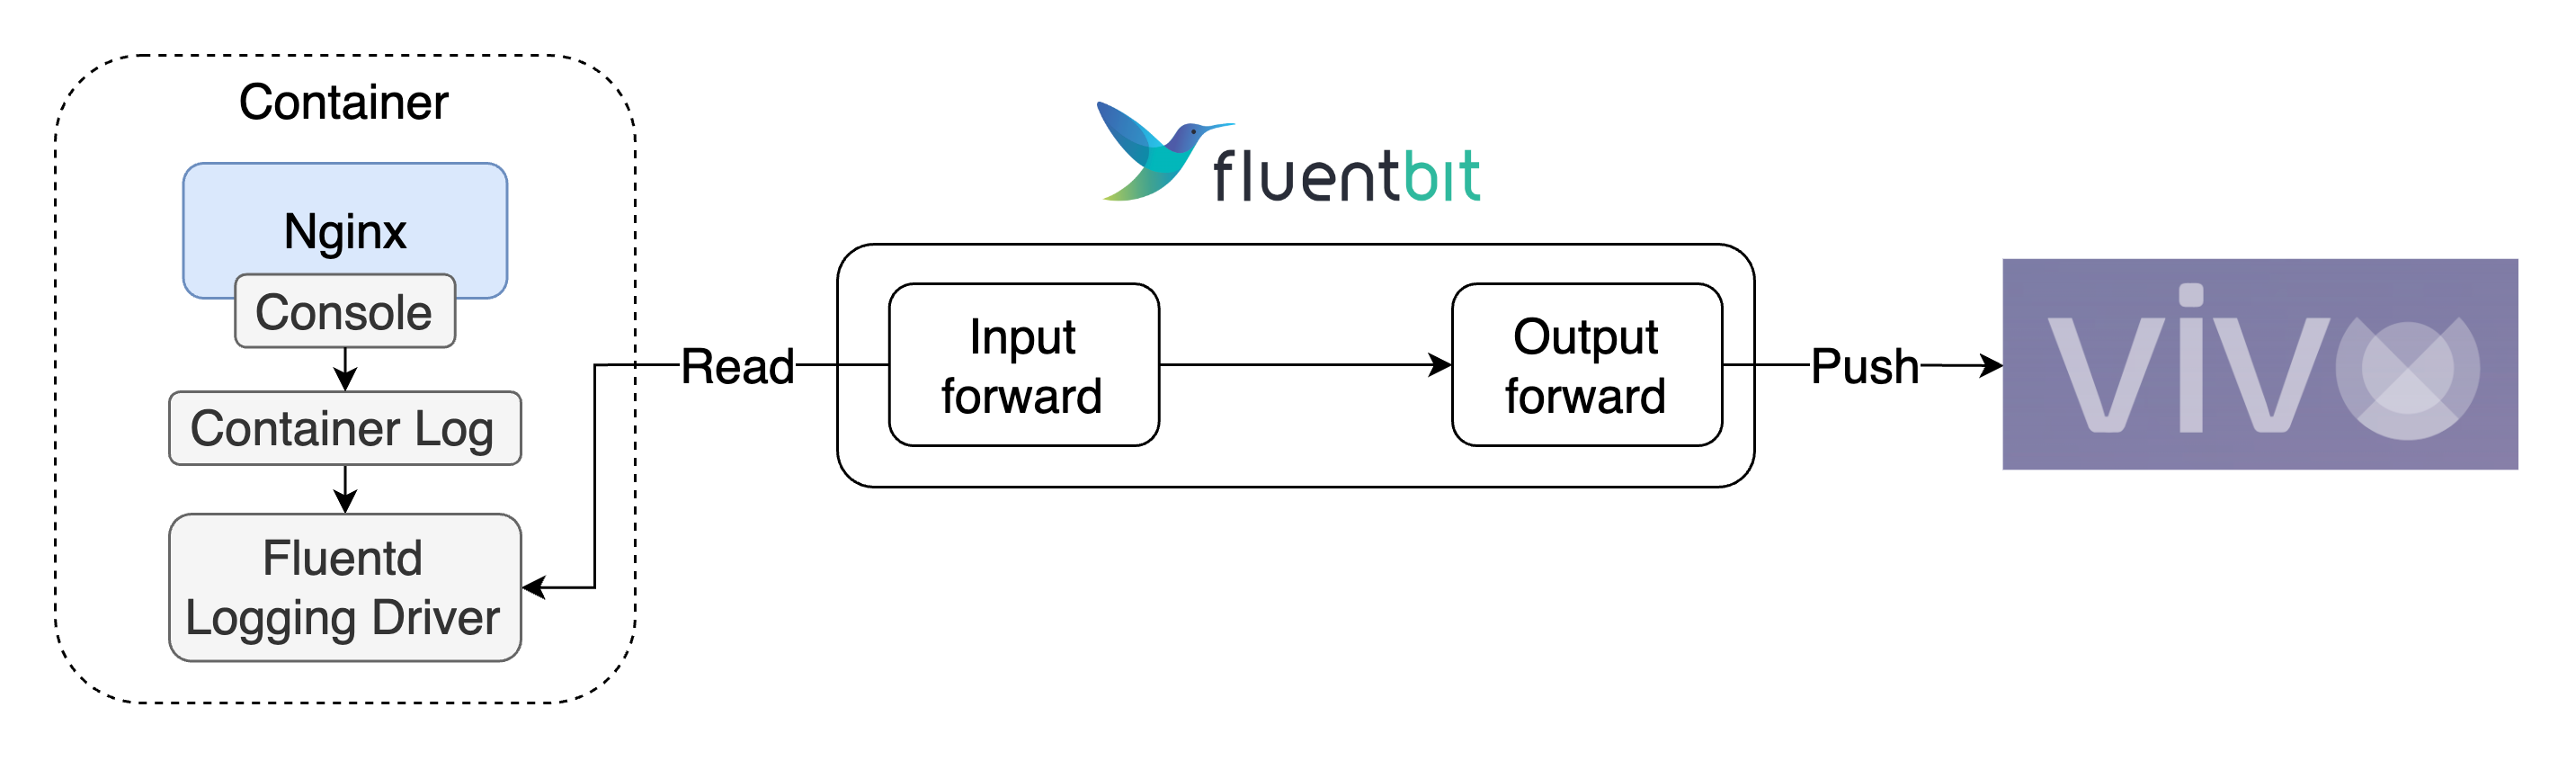 Container
Nginx
Console
Container Log
Fluentd
Logging Driver
Read
fluentbit
Input
forward
Output
forward
Push
vivo